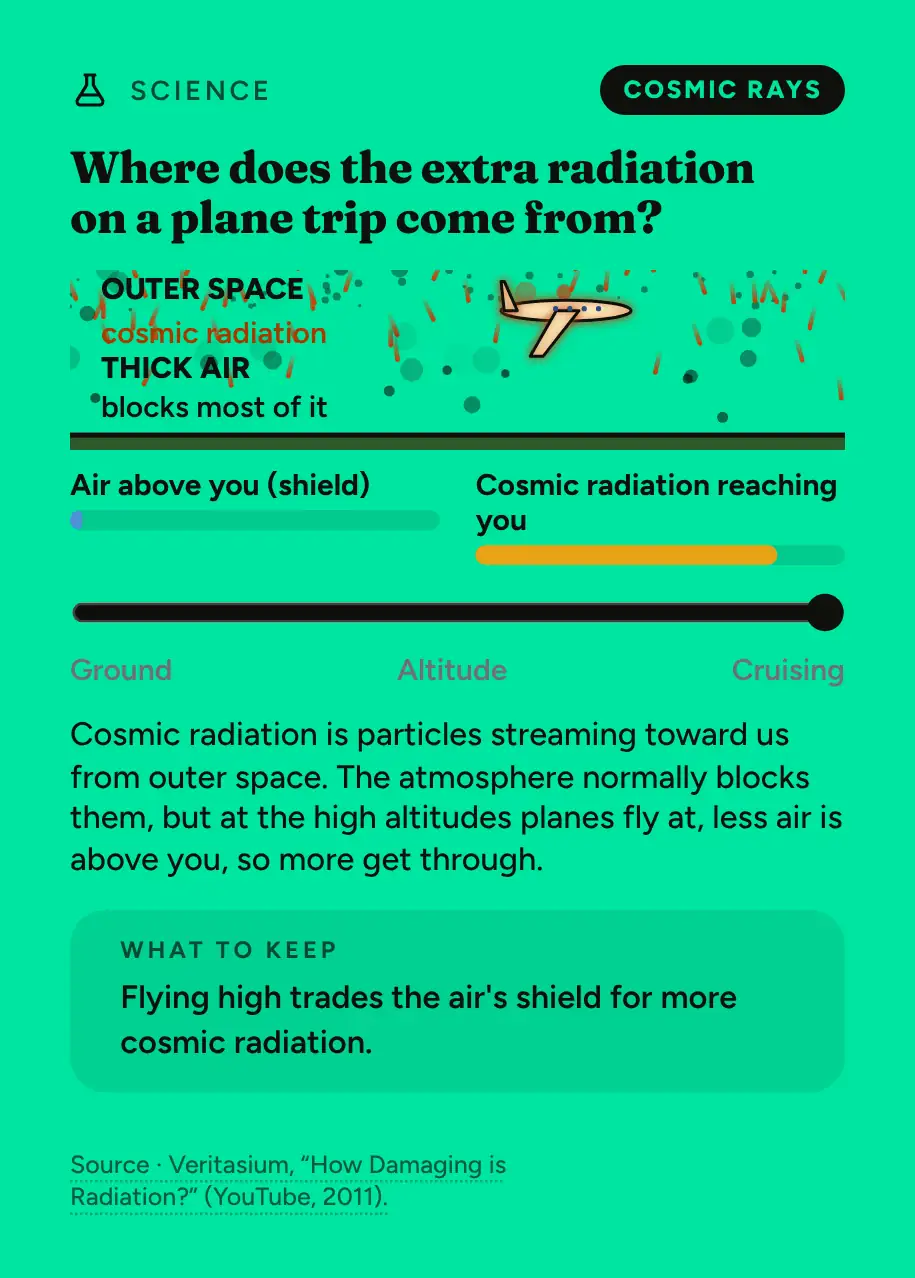 SCIENCE
COSMIC RAYS
Where does the extra radiation
on a plane trip come from?
OUTER SPACE
cosmic radiation
THICK AIR
blocks most of it
Air above you (shield)
Cosmic radiation reaching
you
Ground
Altitude
Cruising
Cosmic radiation is particles streaming toward us
from outer space. The atmosphere normally blocks
them, but at the high altitudes planes fly at, less air is
above you, so more get through.
WHAT TO KEEP
Flying high trades the air's shield for more
cosmic radiation.
Source · Veritasium, “How Damaging is
Radiation?” (YouTube, 2011).